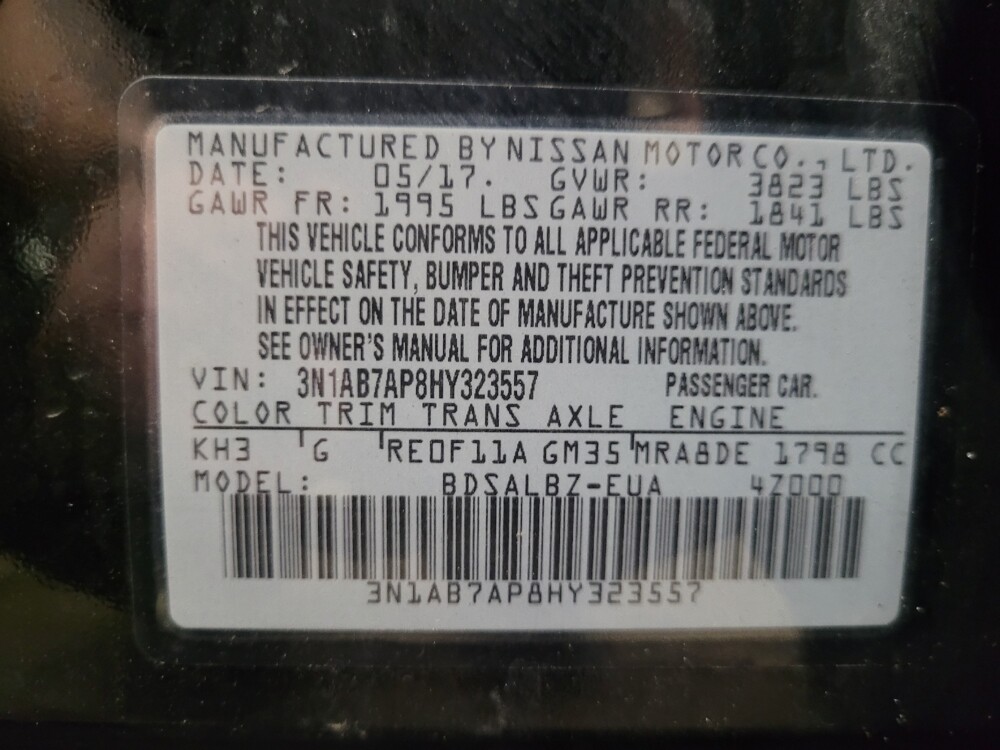 MANUFACTURED BY NISSAN MOTOR CO., LTD.
DATE: 05/17. GVWR: 3823 LBS
GAWR FR: 1995 LBS GAWR RR: 1841 LBS
THIS VEHICLE CONFORMS TO ALL APPLICABLE FEDERAL MOTOR
VEHICLE SAFETY, BUMPER AND THEFT PREVENTION STANDARDS
IN EFFECT ON THE DATE OF MANUFACTURE SHOWN ABOVE.
SEE OWNER'S MANUAL FOR ADDITIONAL INFORMATION.
VIN: 3N1AB7AP8HY323557 PASSENGER CAR.
COLOR TRIM TRANS AXLE ENGINE
KH3 G RE0F11A GM35 MRA8DE 1798 CC
MODEL: BDSALBZ-EUA 4Z000
3N1AB7AP8HY323557